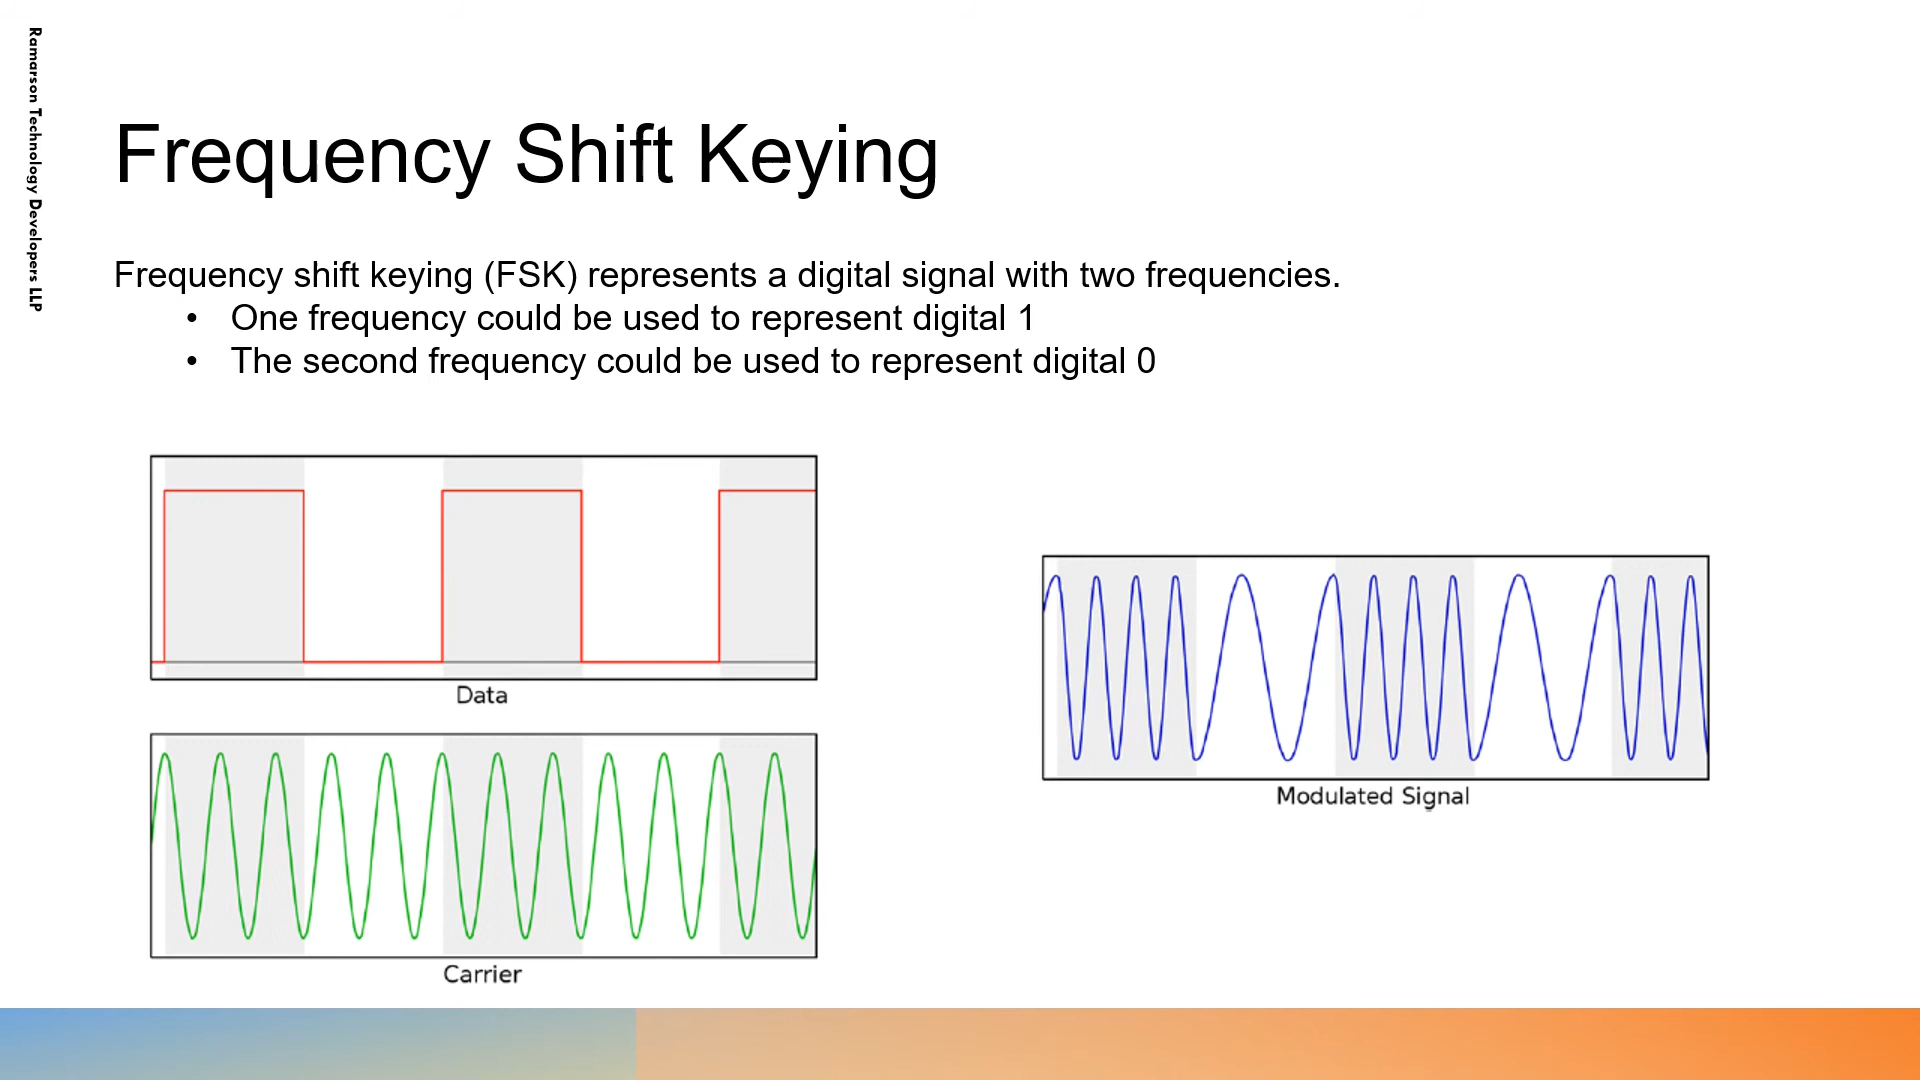 Ramarson Technology Developers LLP
Frequency Shift Keying
Frequency shift keying (FSK) represents a digital signal with two frequencies.
• One frequency could be used to represent digital 1
• The second frequency could be used to represent digital 0
Data
Carrier
Modulated Signal